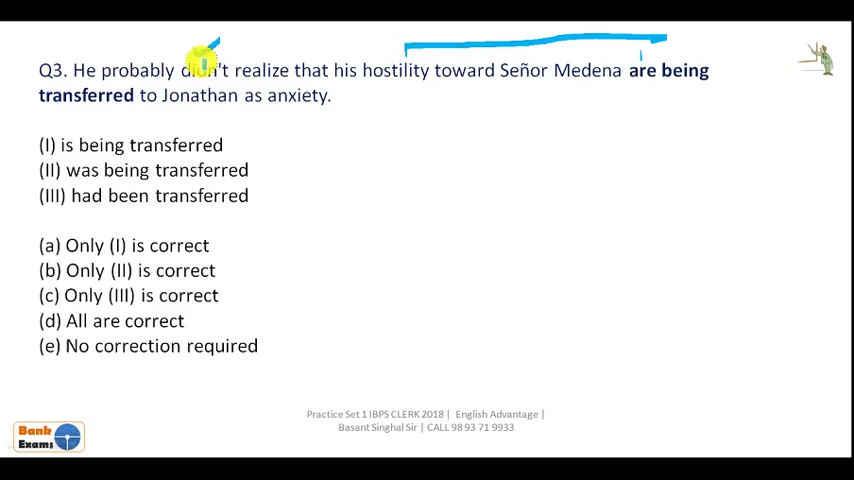 Q3. He probably didn't realize that his hostility toward Señor Medena are being
transferred to Jonathan as anxiety.
(I) is being transferred
(II) was being transferred
(III) had been transferred
(a) Only (I) is correct
(b) Only (II) is correct
(c) Only (III) is correct
(d) All are correct
(e) No correction required
Practice Set 1 IBPS CLERK 2018 | English Advantage |
Basant Singhal Sir | CALL 98 93 71 9933
Bank
Exams